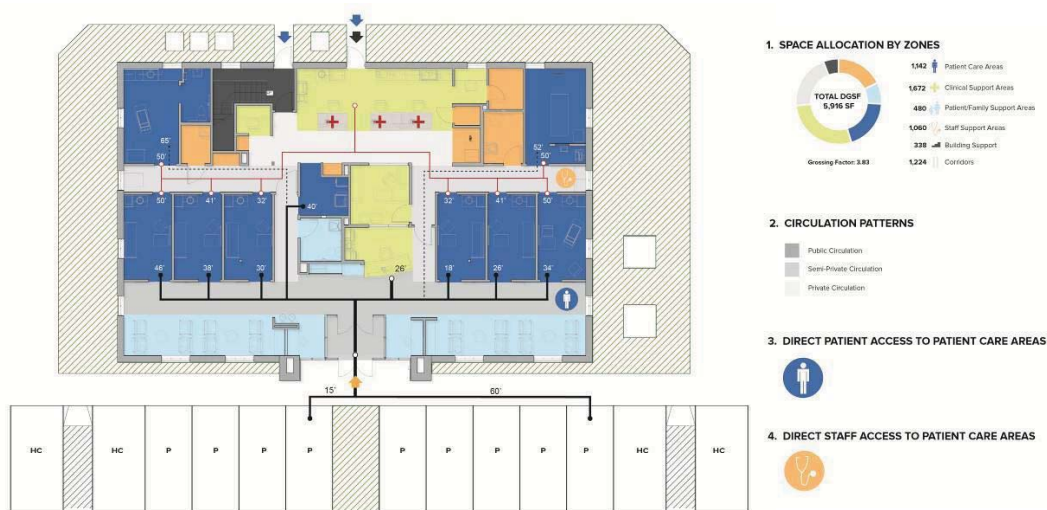 65'
52'
50'
50'
50'
41'
32'
40'
32'
41'
50'
46'
38'
30'
26'
18'
26'
34'
15'
60'
HC
HC
P
P
P
P
P
P
P
P
HC
HC
1. SPACE ALLOCATION BY ZONES
TOTAL DGSF
5,916 SF
Grossing Factor: 3.83
1,142 Patient Care Areas
1,672 Clinical Support Areas
480 Patient/Family Support Areas
1,060 Staff Support Areas
338 Building Support
1,224 Corridors
2. CIRCULATION PATTERNS
Public Circulation
Semi-Private Circulation
Private Circulation
3. DIRECT PATIENT ACCESS TO PATIENT CARE AREAS
4. DIRECT STAFF ACCESS TO PATIENT CARE AREAS